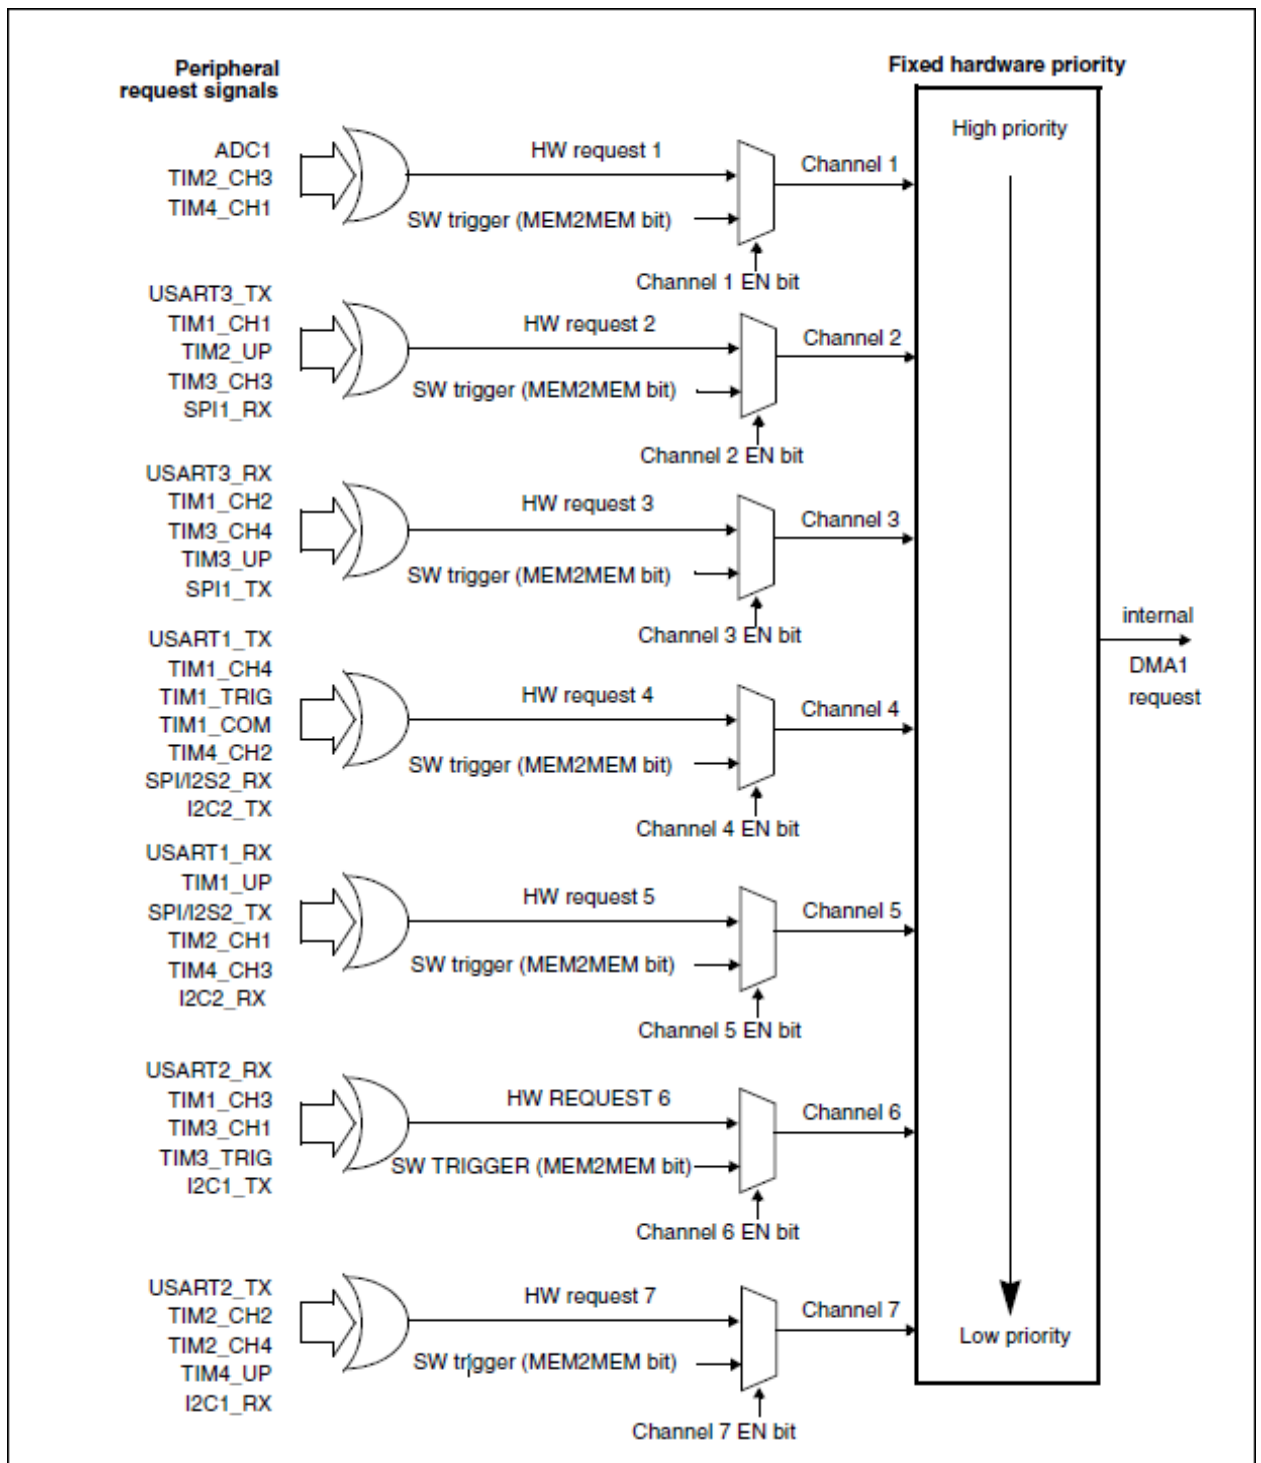 Peripheral
request signals
Fixed hardware priority
High priority
ADC1
TIM2_CH3
TIM4_CH1
HW request 1
SW trigger (MEM2MEM bit)
Channel 1
Channel 1 EN bit
USART3_TX
TIM1_CH1
TIM2_UP
TIM3_CH3
SPI1_RX
HW request 2
SW trigger (MEM2MEM bit)
Channel 2
Channel 2 EN bit
USART3_RX
TIM1_CH2
TIM3_CH4
TIM3_UP
SPI1_TX
HW request 3
SW trigger (MEM2MEM bit)
Channel 3
Channel 3 EN bit
internal
DMA1
request
USART1_TX
TIM1_CH4
TIM1_TRIG
TIM1_COM
TIM4_CH2
SPI/I2S2_RX
I2C2_TX
HW request 4
SW trigger (MEM2MEM bit)
Channel 4
Channel 4 EN bit
USART1_RX
TIM1_UP
SPI/I2S2_TX
TIM2_CH1
TIM4_CH3
I2C2_RX
HW request 5
SW trigger (MEM2MEM bit)
Channel 5
Channel 5 EN bit
USART2_RX
TIM1_CH3
TIM3_CH1
TIM3_TRIG
I2C1_TX
HW REQUEST 6
SW TRIGGER (MEM2MEM bit)
Channel 6
Channel 6 EN bit
USART2_TX
TIM2_CH2
TIM2_CH4
TIM4_UP
I2C1_RX
HW request 7
SW trigger (MEM2MEM bit)
Channel 7
Channel 7 EN bit
Low priority